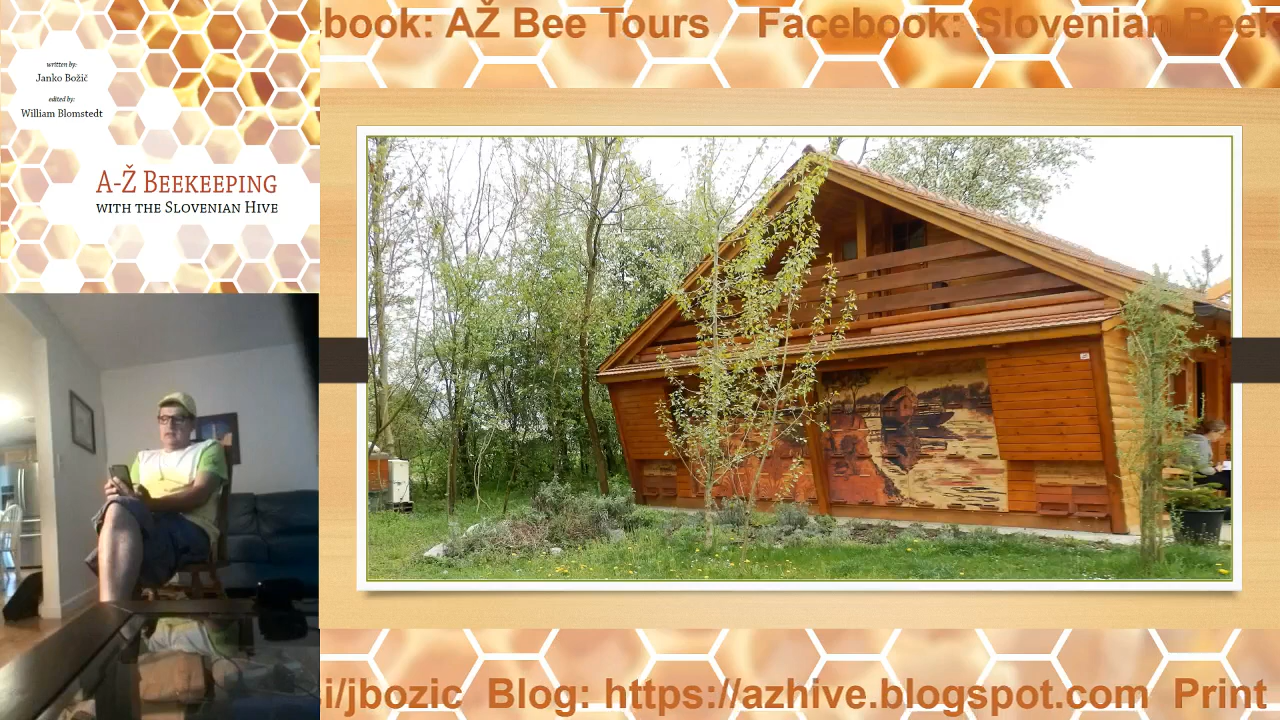 written by:
Janko Božič
edited by:
William Blomstedt
A-Ž Beekeeping
with the Slovenian Hive
book: AŽ Bee Tours Facebook: Slovenian Beek
i/jbozic Blog: https://azhive.blogspot.com Print